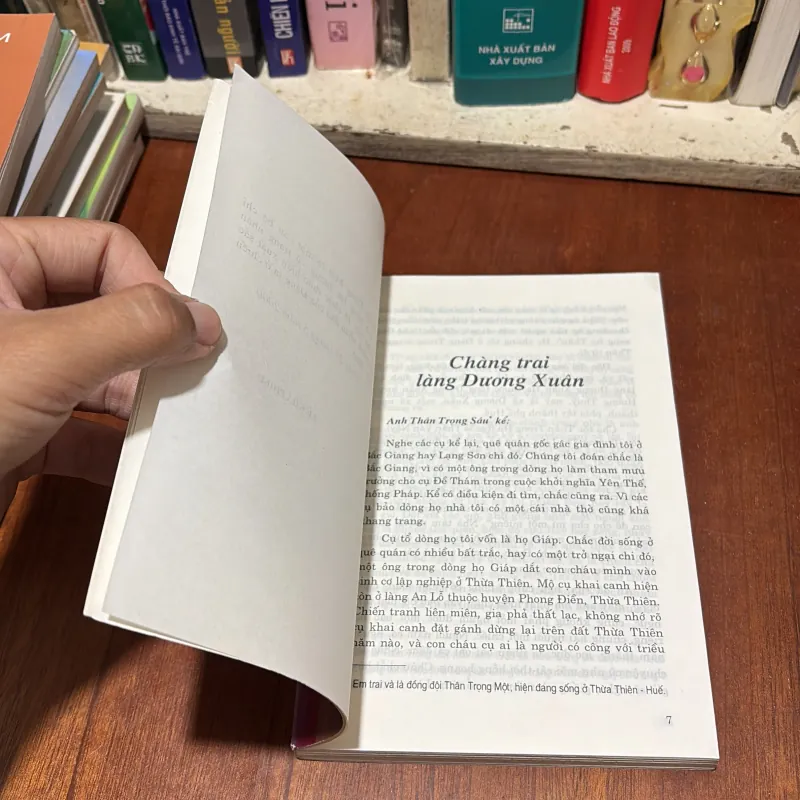 NHÀ XUẤT BẢN
XÂY DỰNG
NHÀ XUẤT BẢN LAO ĐỘNG
2009
CHIẾN
Chàng trai
làng Dương Xuân
Anh Thân Trọng Sáu* kể:
Nghe các cụ kể lại, quê quán gốc gác gia đình tôi ở
Bắc Giang hay Lạng Sơn chi đó. Chúng tôi đoán chắc là
Bắc Giang, vì có một ông trong dòng họ làm tham mưu
trưởng cho cụ Đề Thám trong cuộc khởi nghĩa Yên Thế,
chống Pháp. Kể có điều kiện đi tìm, chắc cũng ra. Vì các
cụ bảo dòng họ nhà tôi có một cái nhà thờ cũng khá
khang trang.
Cụ tổ dòng họ tôi vốn là họ Giáp. Chắc đời sống ở
quê quán có nhiều bất trắc, hay có một trở ngại chi đó,
một ông trong dòng họ Giáp dắt con cháu mình vào
sinh cơ lập nghiệp ở Thừa Thiên. Mộ cụ khai canh hiện
còn ở làng An Lỗ thuộc huyện Phong Điền, Thừa Thiên.
Chiến tranh liên miên, gia phả thất lạc, không nhớ rõ
cụ khai canh đặt gánh dừng lại trên đất Thừa Thiên
năm nào, và con cháu cụ ai là người có công với triều
Em trai và là đồng đội Thân Trọng Một; hiện đang sống ở Thừa Thiên - Huế.
7